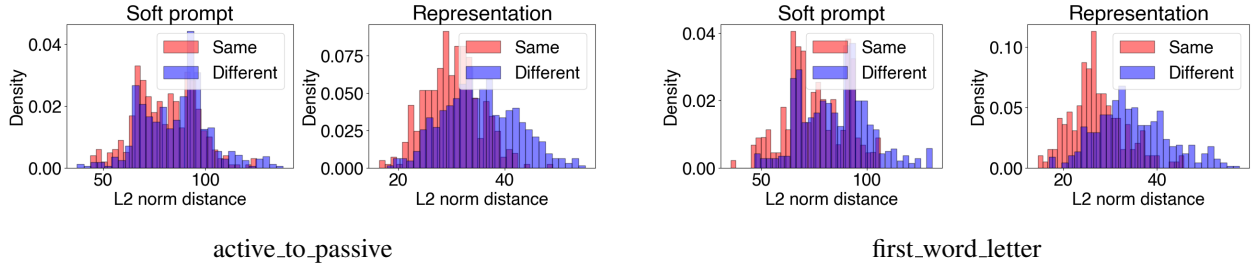 Soft prompt
Density
0.04
0.02
0.00
50
100
L2 norm distance
Same
Different
Representation
Density
0.075
0.050
0.025
0.000
20
40
L2 norm distance
Same
Different
active_to_passive
Soft prompt
Density
0.04
0.02
0.00
50
100
L2 norm distance
Same
Different
Representation
Density
0.10
0.05
0.00
20
40
L2 norm distance
Same
Different
first_word_letter